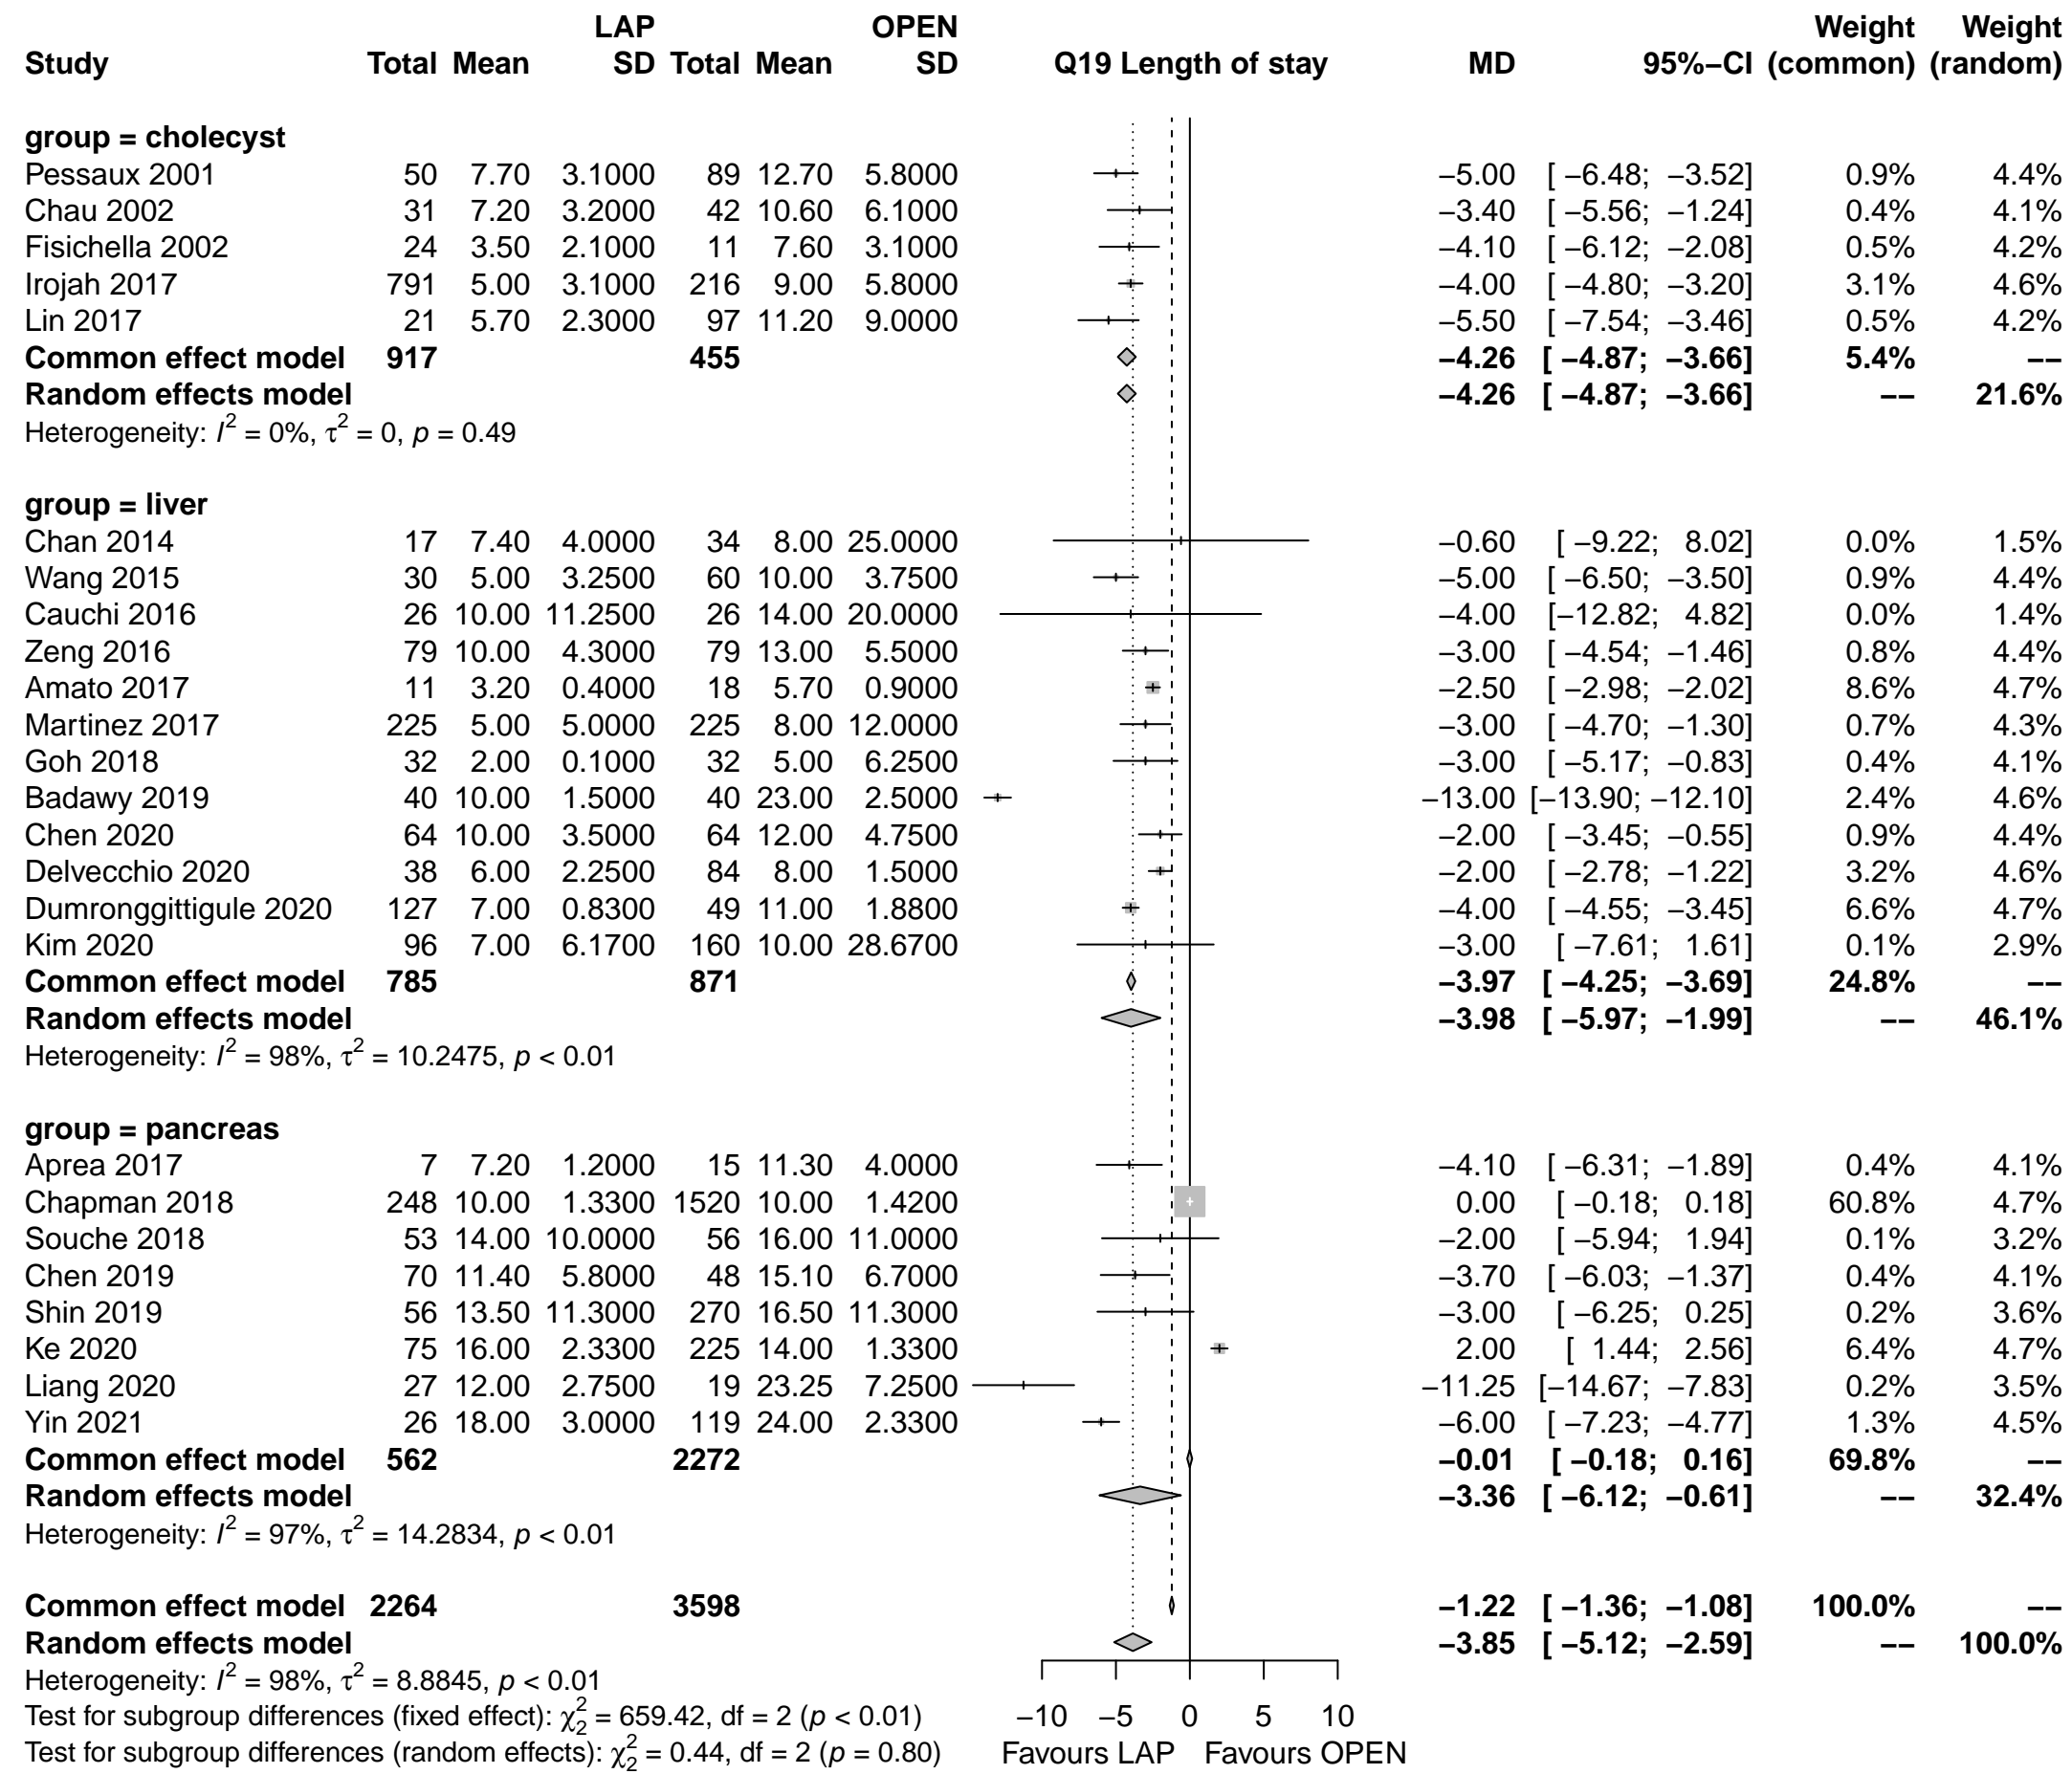 LAP OPEN Weight Weight
Study Total Mean SD Total Mean SD Q19 Length of stay MD 95%−CI (common) (random)
group = cholecyst
Pessaux 2001 50 7.70 3.1000 89 12.70 5.8000 −5.00 [ −6.48; −3.52] 0.9% 4.4%
Chau 2002 31 7.20 3.2000 42 10.60 6.1000 −3.40 [ −5.56; −1.24] 0.4% 4.1%
Fisichella 2002 24 3.50 2.1000 11 7.60 3.1000 −4.10 [ −6.12; −2.08] 0.5% 4.2%
Irojah 2017 791 5.00 3.1000 216 9.00 5.8000 −4.00 [ −4.80; −3.20] 3.1% 4.6%
Lin 2017 21 5.70 2.3000 97 11.20 9.0000 −5.50 [ −7.54; −3.46] 0.5% 4.2%
Common effect model 917 455 −4.26 [ −4.87; −3.66] 5.4% −−
Random effects model −4.26 [ −4.87; −3.66] −− 21.6%
Heterogeneity: I² = 0%, τ² = 0, p = 0.49
group = liver
Chan 2014 17 7.40 4.0000 34 8.00 25.0000 −0.60 [ −9.22; 8.02] 0.0% 1.5%
Wang 2015 30 5.00 3.2500 60 10.00 3.7500 −5.00 [ −6.50; −3.50] 0.9% 4.4%
Cauchi 2016 26 10.00 11.2500 26 14.00 20.0000 −4.00 [−12.82; 4.82] 0.0% 1.4%
Zeng 2016 79 10.00 4.3000 79 13.00 5.5000 −3.00 [ −4.54; −1.46] 0.8% 4.4%
Amato 2017 11 3.20 0.4000 18 5.70 0.9000 −2.50 [ −2.98; −2.02] 8.6% 4.7%
Martinez 2017 225 5.00 5.0000 225 8.00 12.0000 −3.00 [ −4.70; −1.30] 0.7% 4.3%
Goh 2018 32 2.00 0.1000 32 5.00 6.2500 −3.00 [ −5.17; −0.83] 0.4% 4.1%
Badawy 2019 40 10.00 1.5000 40 23.00 2.5000 −13.00 [−13.90; −12.10] 2.4% 4.6%
Chen 2020 64 10.00 3.5000 64 12.00 4.7500 −2.00 [ −3.45; −0.55] 0.9% 4.4%
Delvecchio 2020 38 6.00 2.2500 84 8.00 1.5000 −2.00 [ −2.78; −1.22] 3.2% 4.6%
Dumronggittigule 2020 127 7.00 0.8300 49 11.00 1.8800 −4.00 [ −4.55; −3.45] 6.6% 4.7%
Kim 2020 96 7.00 6.1700 160 10.00 28.6700 −3.00 [ −7.61; 1.61] 0.1% 2.9%
Common effect model 785 871 −3.97 [ −4.25; −3.69] 24.8% −−
Random effects model −3.98 [ −5.97; −1.99] −− 46.1%
Heterogeneity: I² = 98%, τ² = 10.2475, p < 0.01
group = pancreas
Aprea 2017 7 7.20 1.2000 15 11.30 4.0000 −4.10 [ −6.31; −1.89] 0.4% 4.1%
Chapman 2018 248 10.00 1.3300 1520 10.00 1.4200 0.00 [ −0.18; 0.18] 60.8% 4.7%
Souche 2018 53 14.00 10.0000 56 16.00 11.0000 −2.00 [ −5.94; 1.94] 0.1% 3.2%
Chen 2019 70 11.40 5.8000 48 15.10 6.7000 −3.70 [ −6.03; −1.37] 0.4% 4.1%
Shin 2019 56 13.50 11.3000 270 16.50 11.3000 −3.00 [ −6.25; 0.25] 0.2% 3.6%
Ke 2020 75 16.00 2.3300 225 14.00 1.3300 2.00 [ 1.44; 2.56] 6.4% 4.7%
Liang 2020 27 12.00 2.7500 19 23.25 7.2500 −11.25 [−14.67; −7.83] 0.2% 3.5%
Yin 2021 26 18.00 3.0000 119 24.00 2.3300 −6.00 [ −7.23; −4.77] 1.3% 4.5%
Common effect model 562 2272 −0.01 [ −0.18; 0.16] 69.8% −−
Random effects model −3.36 [ −6.12; −0.61] −− 32.4%
Heterogeneity: I² = 97%, τ² = 14.2834, p < 0.01
Common effect model 2264 3598 −1.22 [ −1.36; −1.08] 100.0% −−
Random effects model −3.85 [ −5.12; −2.59] −− 100.0%
Heterogeneity: I² = 98%, τ² = 8.8845, p < 0.01
Test for subgroup differences (fixed effect): χ²₂ = 659.42, df = 2 (p < 0.01) −10 −5 0 5 10
Test for subgroup differences (random effects): χ²₂ = 0.44, df = 2 (p = 0.80) Favours LAP Favours OPEN